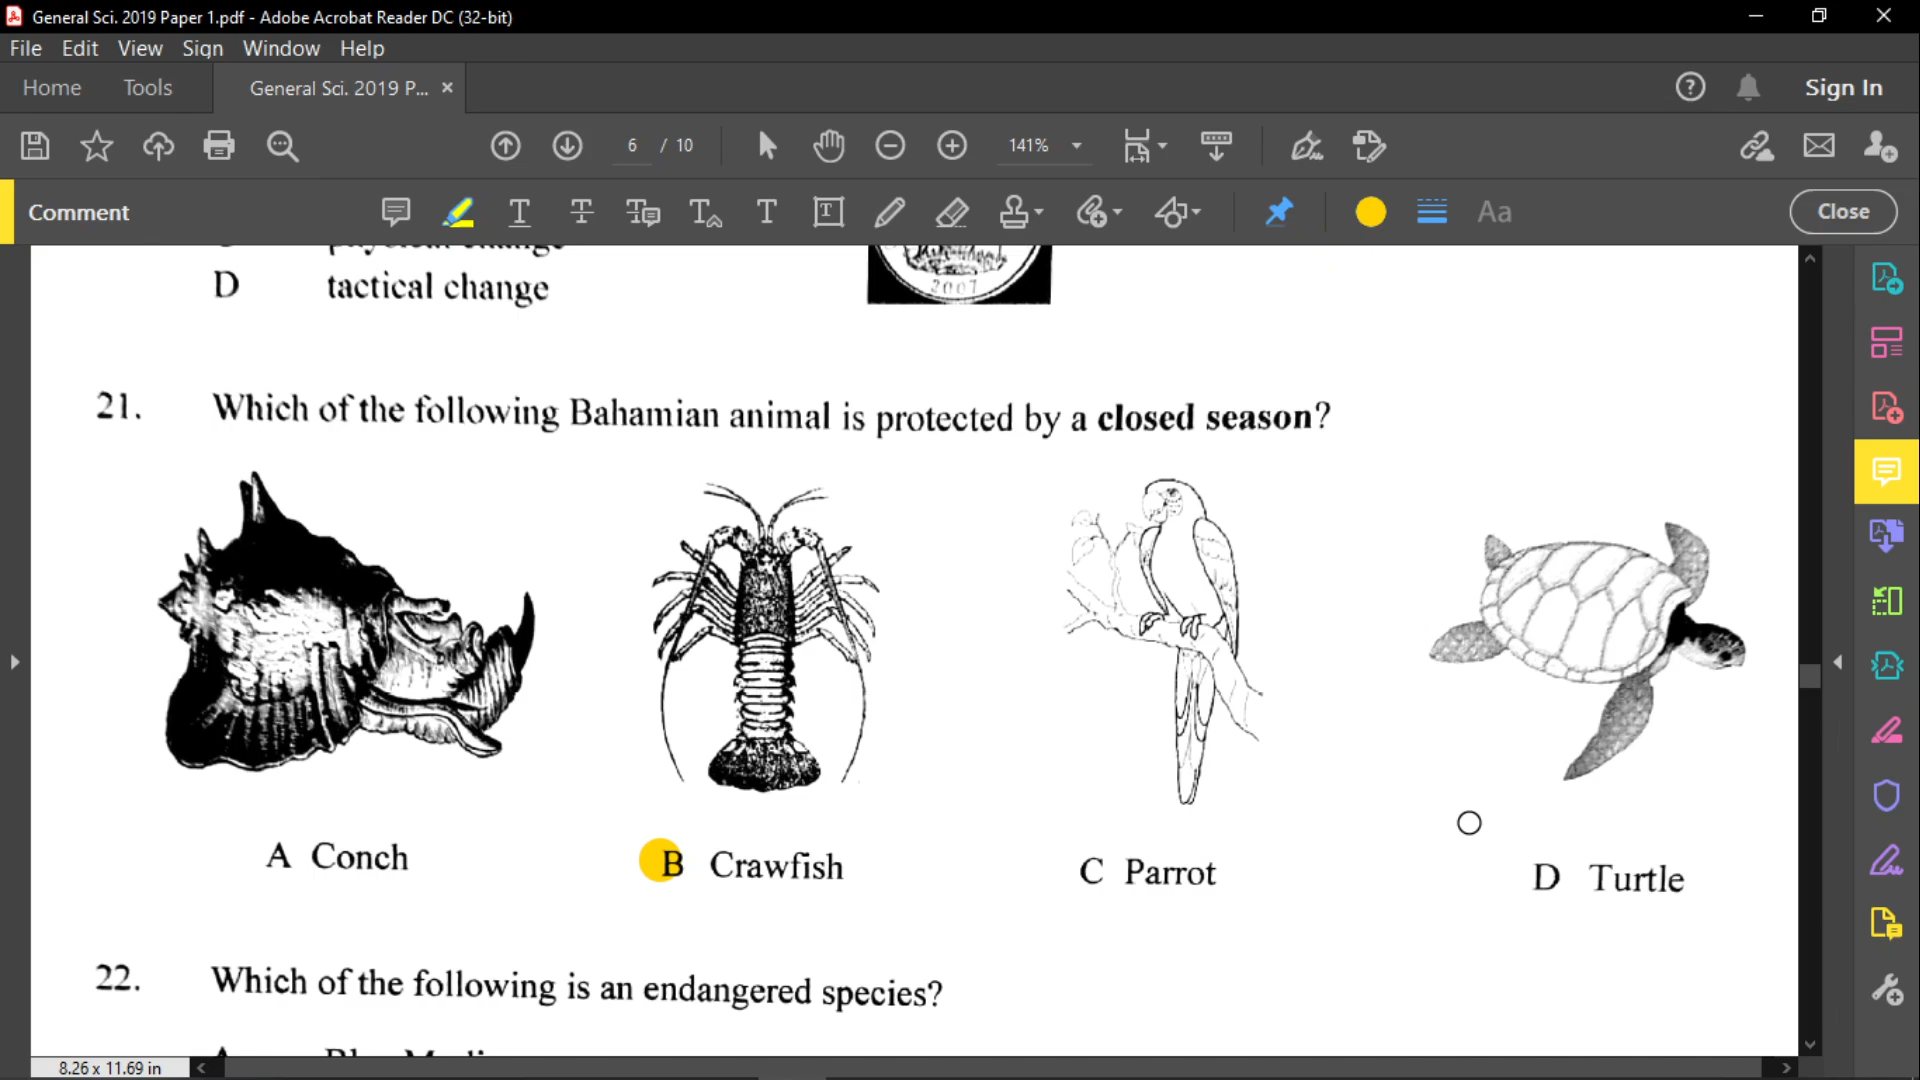 General Sci. 2019 Paper 1.pdf - Adobe Acrobat Reader DC (32-bit)
File Edit View Sign Window Help
Home Tools General Sci. 2019 P... × Sign In
6 / 10 141%
Comment Aa Close
physical change
D tactical change
2007
21. Which of the following Bahamian animal is protected by a closed season?
A Conch B Crawfish C Parrot D Turtle
22. Which of the following is an endangered species?
8.26 x 11.69 in